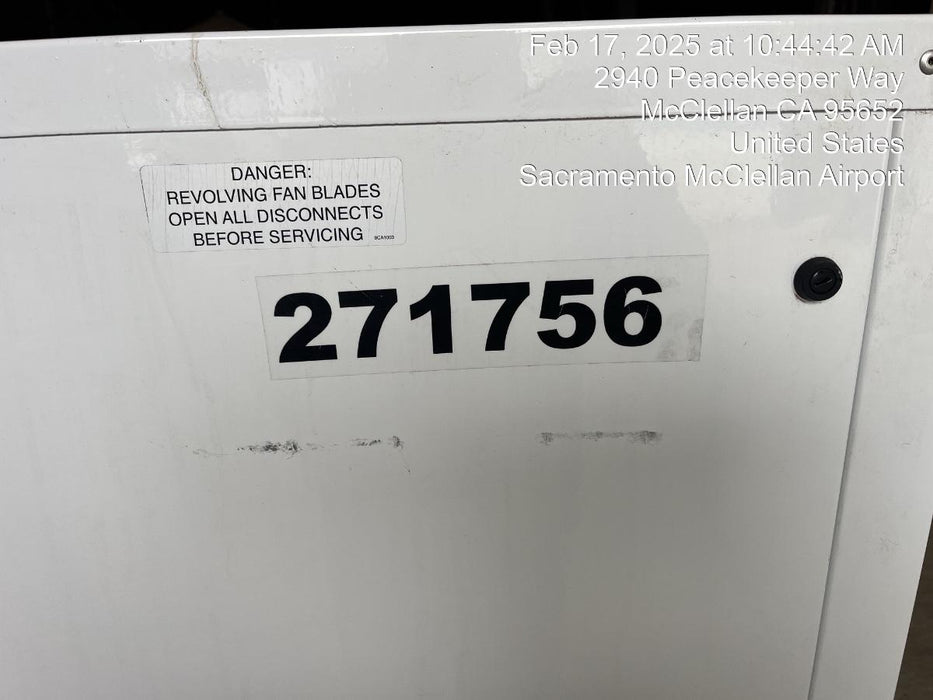 Feb 17, 2025 at 10:44:42 AM
2940 Peacekeeper Way
McClellan CA 95652
United States
Sacramento McClellan Airport
DANGER:
REVOLVING FAN BLADES
OPEN ALL DISCONNECTS
BEFORE SERVICING
271756